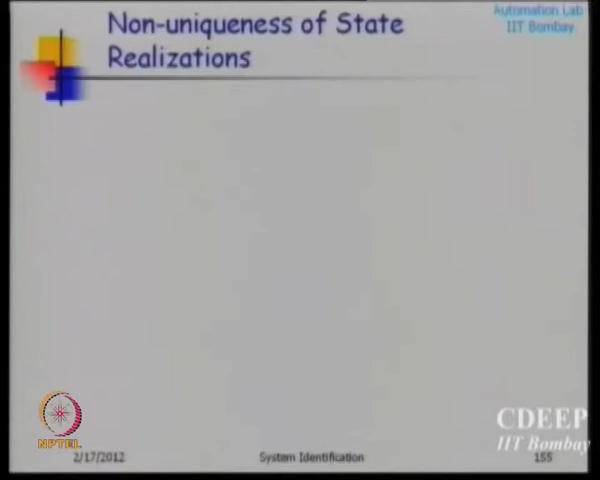 Non-uniqueness of State
Realizations
Automation Lab
IIT Bombay
NPTEL
CDEEP
IIT Bombay
2/17/2012
System Identification
155